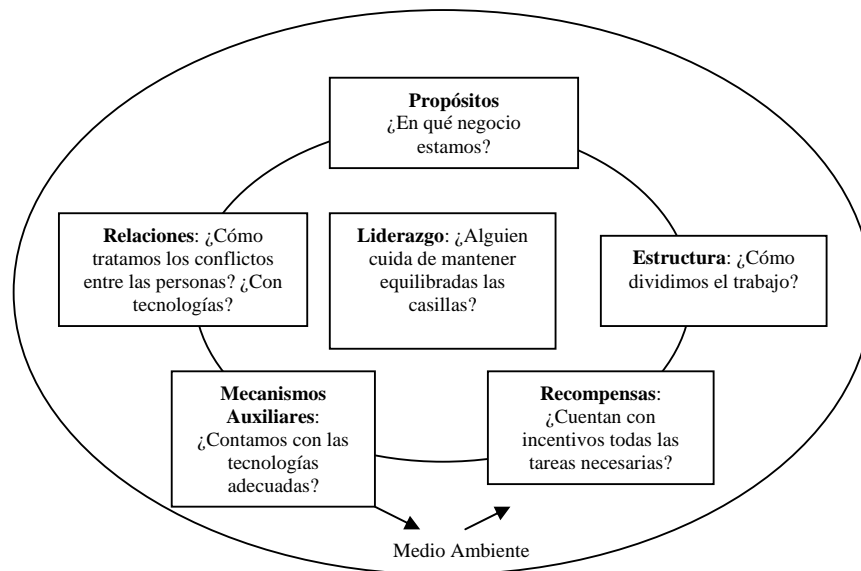 Propósitos
¿En qué negocio
estamos?
Relaciones: ¿Cómo
tratamos los conflictos
entre las personas? ¿Con
tecnologías?
Liderazgo: ¿Alguien
cuida de mantener
equilibradas las
casillas?
Estructura: ¿Cómo
dividimos el trabajo?
Mecanismos
Auxiliares:
¿Contamos con las
tecnologías
adecuadas?
Recompensas:
¿Cuentan con
incentivos todas las
tareas necesarias?
Medio Ambiente